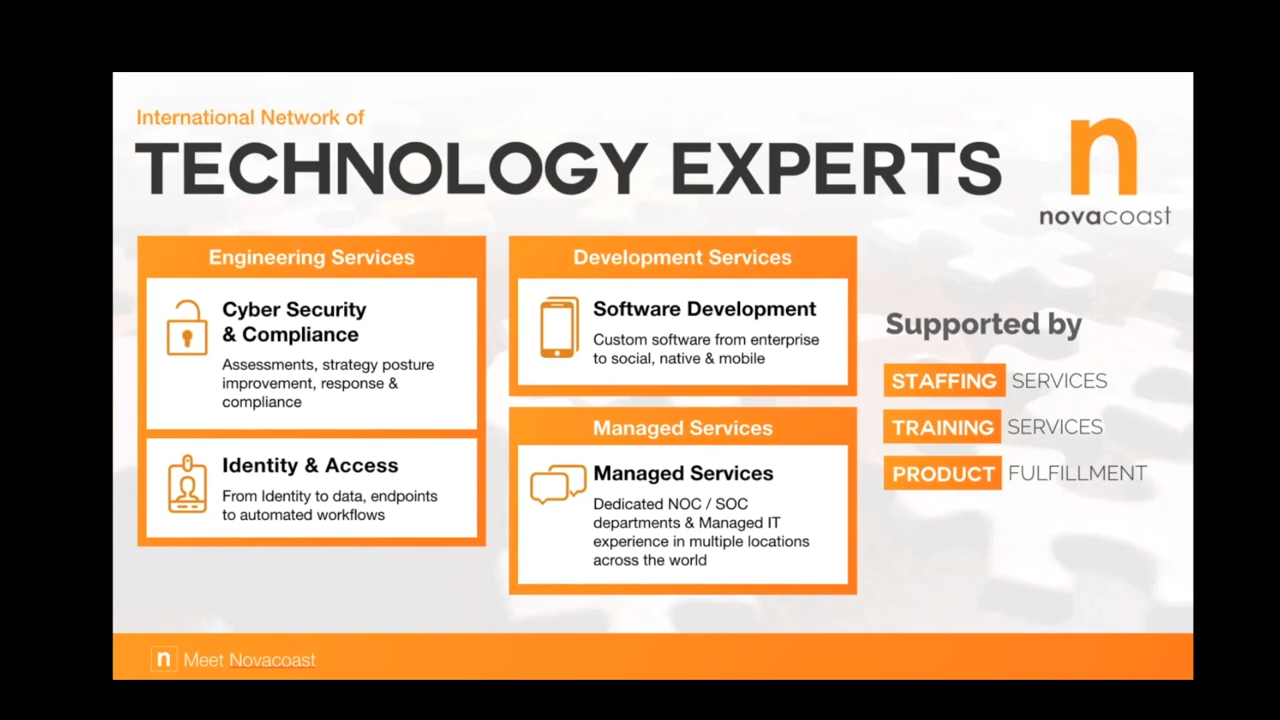 International Network of
TECHNOLOGY EXPERTS
n
novacoast
Engineering Services
Cyber Security
& Compliance
Assessments, strategy posture
improvement, response &
compliance
Identity & Access
From Identity to data, endpoints
to automated workflows
Development Services
Software Development
Custom software from enterprise
to social, native & mobile
Managed Services
Managed Services
Dedicated NOC / SOC
departments & Managed IT
experience in multiple locations
across the world
Supported by
STAFFING SERVICES
TRAINING SERVICES
PRODUCT FULFILLMENT
n Meet Novacoast